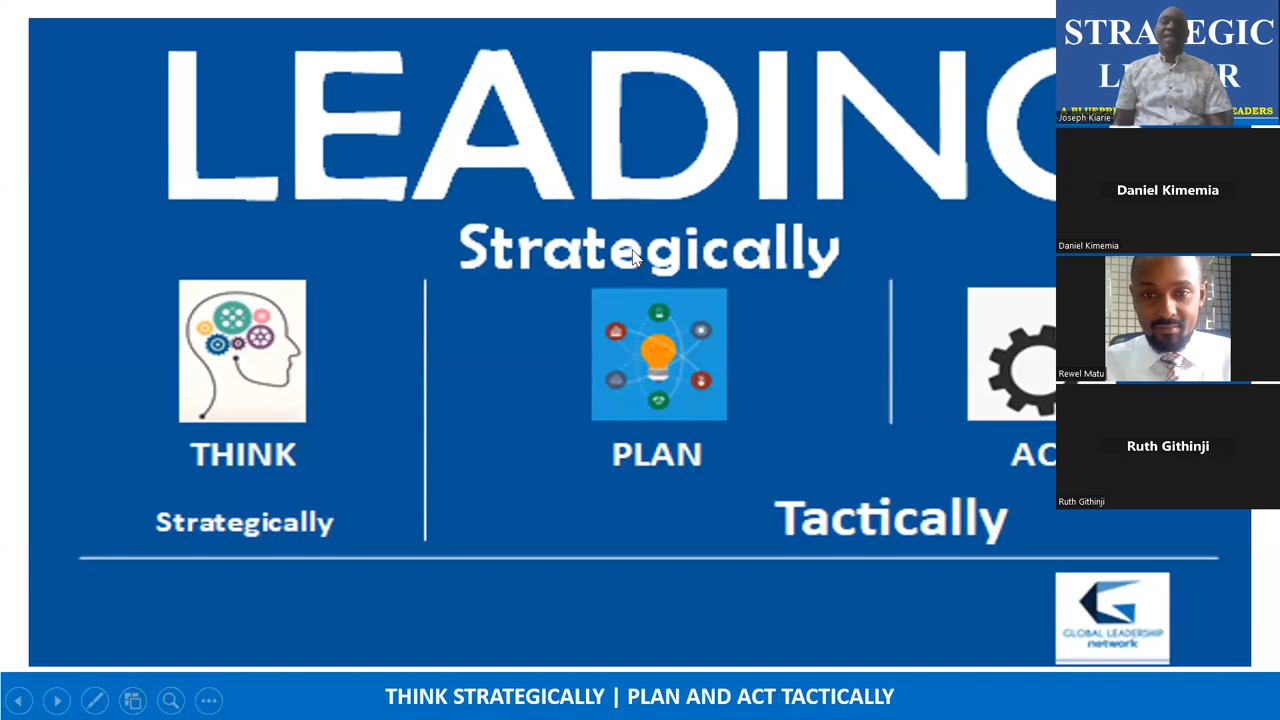 LEADING
Strategically
THINK
PLAN
Strategically
Tactically
GLOBAL LEADERSHIP
network
THINK STRATEGICALLY | PLAN AND ACT TACTICALLY
Joseph Kiarie
Daniel Kimemia
Daniel Kimemia
Rewel Matu
Ruth Githinji
Ruth Githinji